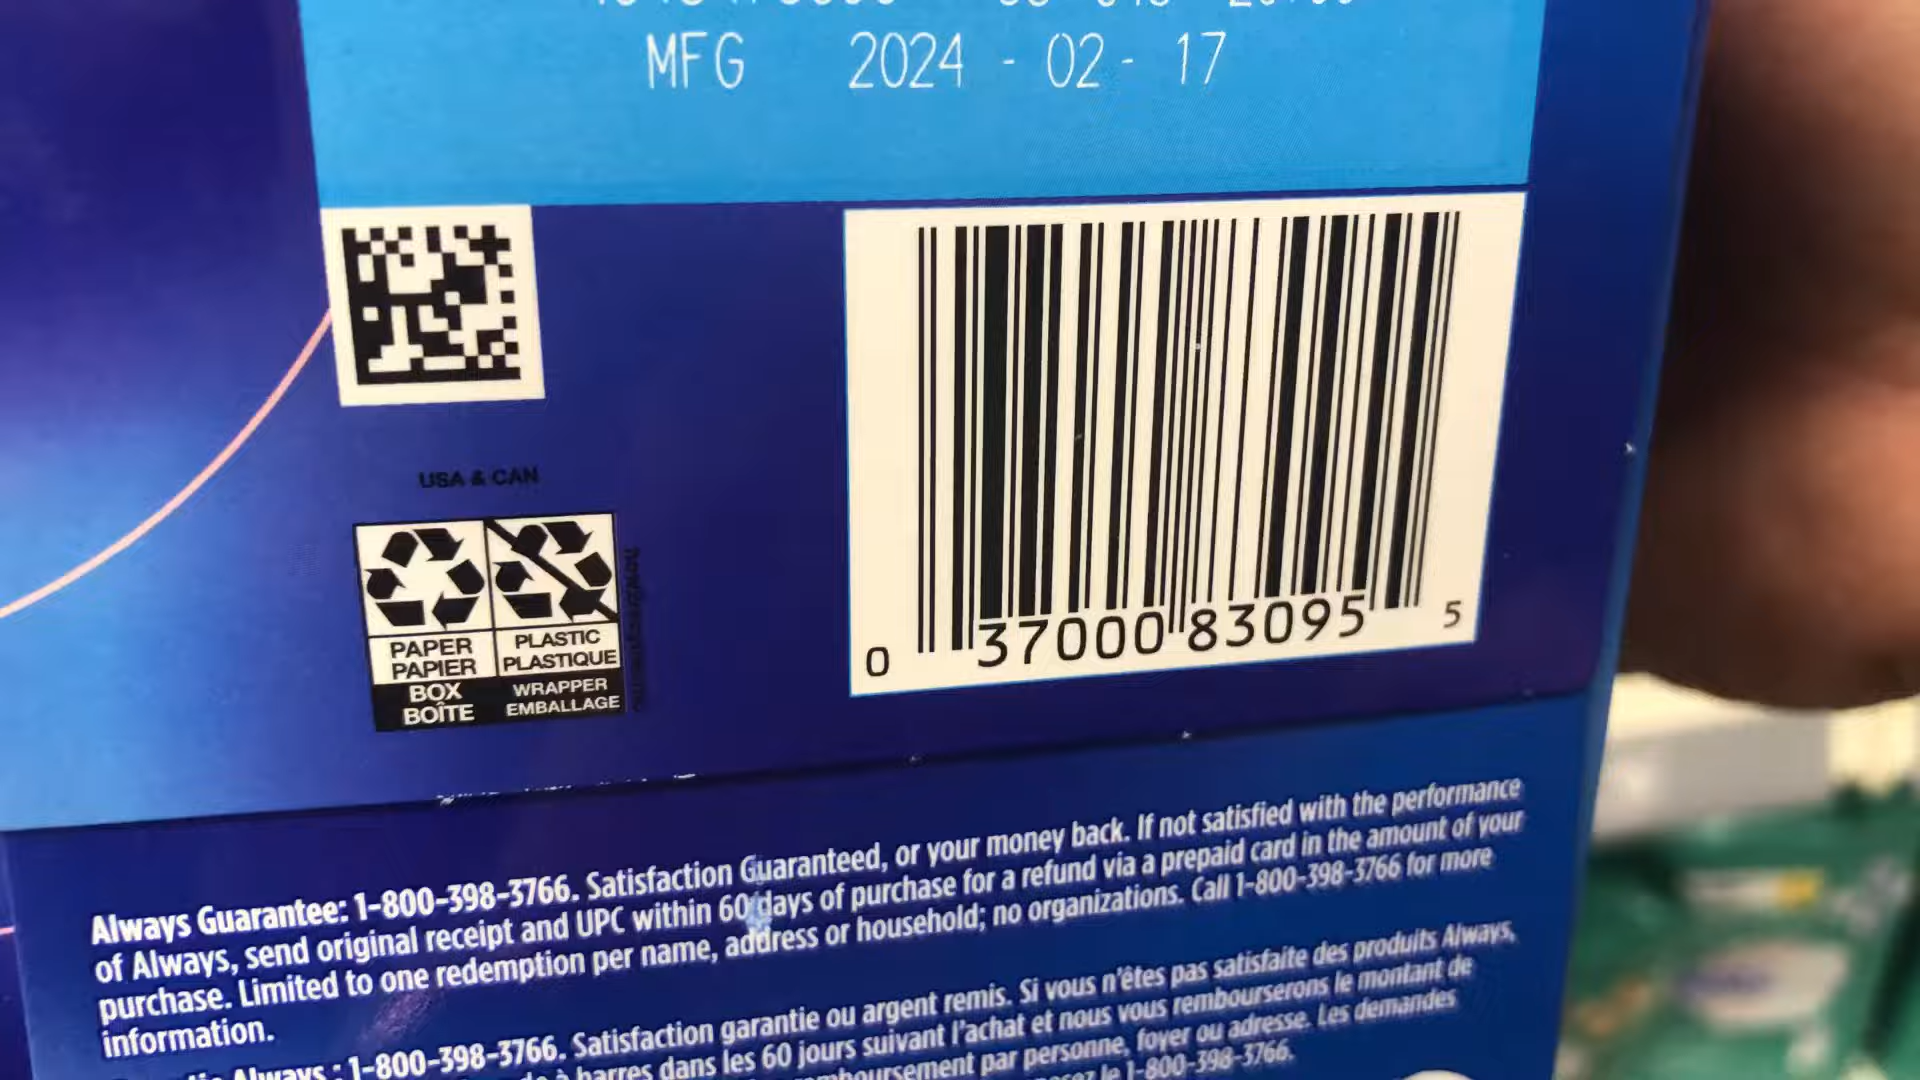 MFG 2024 - 02 - 17
USA & CAN
PAPER
PAPIER
BOX
BOÎTE
PLASTIC
PLASTIQUE
WRAPPER
EMBALLAGE
0 37000 83095 5
Always Guarantee: 1-800-398-3766. Satisfaction Guaranteed, or your money back. If not satisfied with the performance
of Always, send original receipt and UPC within 60 days of purchase for a refund via a prepaid card in the amount of your
purchase. Limited to one redemption per name, address or household; no organizations. Call 1-800-398-3766 for more
information.
Always : 1-800-398-3766. Satisfaction garantie ou argent remis. Si vous n'êtes pas satisfaite des produits Always,
barres dans les 60 jours suivant l'achat et nous vous rembourserons le montant de
par personne, foyer ou adresse. Les demandes
le 1-800-398-3766.